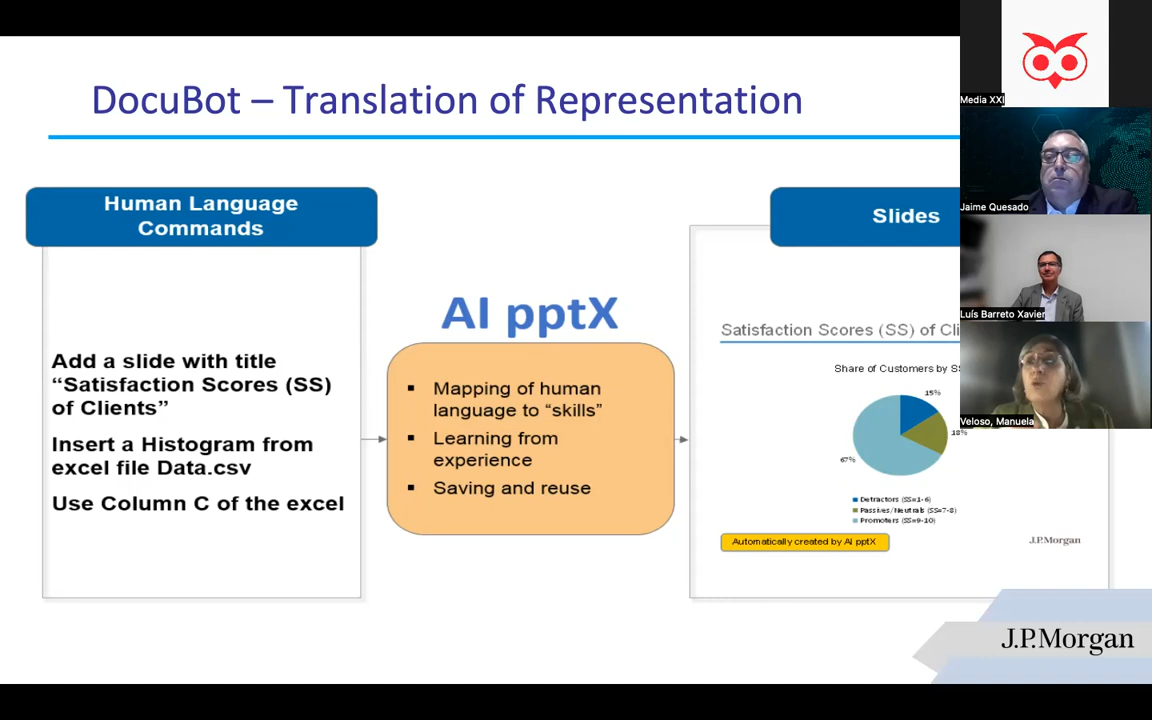 DocuBot – Translation of Representation
Human Language
Commands
Add a slide with title
“Satisfaction Scores (SS)
of Clients”
Insert a Histogram from
excel file Data.csv
Use Column C of the excel
AI pptX
▪ Mapping of human
language to “skills”
▪ Learning from
experience
▪ Saving and reuse
Slides
Satisfaction Scores (SS) of Cli
Share of Customers by S
15%
18%
67%
Detractors (SS=1-6)
Passives/Neutrals (SS=7-8)
Promoters (SS=9-10)
Automatically created by AI pptX
J.P.Morgan
J.P.Morgan
Media XXI
Jaime Quesado
Luís Barreto Xavier
Veloso, Manuela